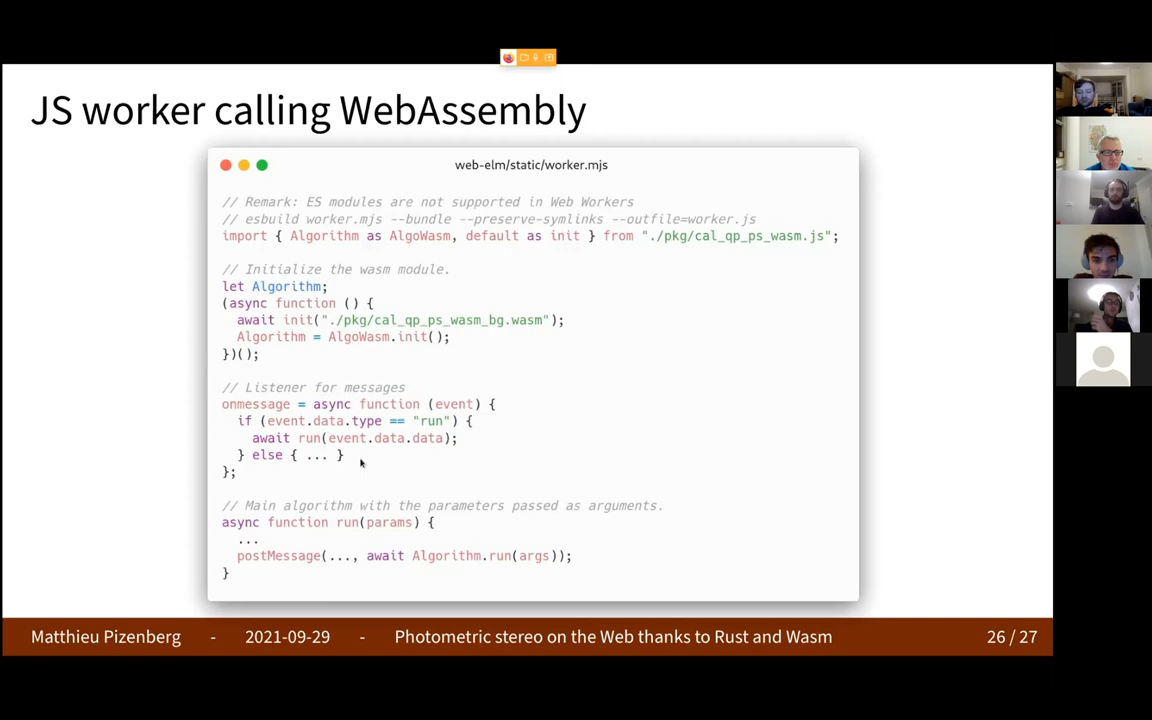 JS worker calling WebAssembly
web-elm/static/worker.mjs
// Remark: ES modules are not supported in Web Workers
// esbuild worker.mjs --bundle --preserve-symlinks --outfile=worker.js
import { Algorithm as AlgoWasm, default as init } from "./pkg/cal_qp_ps_wasm.js";
// Initialize the wasm module.
let Algorithm;
(async function () {
await init("./pkg/cal_qp_ps_wasm_bg.wasm");
Algorithm = AlgoWasm.init();
})();
// Listener for messages
onmessage = async function (event) {
if (event.data.type == "run") {
await run(event.data.data);
} else { ... }
};
// Main algorithm with the parameters passed as arguments.
async function run(params) {
...
postMessage(..., await Algorithm.run(args));
}
Matthieu Pizenberg - 2021-09-29 - Photometric stereo on the Web thanks to Rust and Wasm 26 / 27